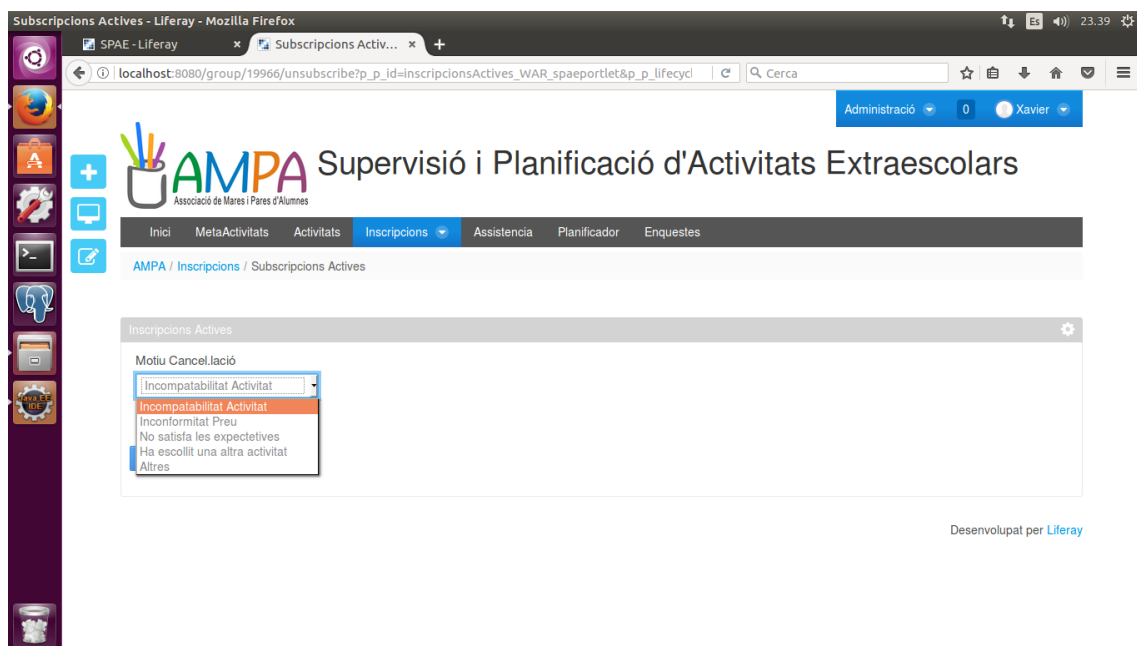 Subscripcions Actives - Liferay - Mozilla Firefox
Es 23.39
SPAE - Liferay × Subscripcions Activ... × +
localhost:8080/group/19966/unsubscribe?p_p_id=inscripcionsActives_WAR_spaeportlet&p_p_lifecycl
Cerca
Administració 0 Xavier
AMPA
Associació de Mares i Pares d'Alumnes
Supervisió i Planificació d'Activitats Extraescolars
Inici MetaActivitats Activitats Inscripcions Assistencia Planificador Enquestes
AMPA / Inscripcions / Subscripcions Actives
Inscripcions Actives
Motiu Cancel.lació
Incompatabilitat Activitat
Incompatabilitat Activitat
Inconformitat Preu
No satisfa les expectetives
Ha escollit una altra activitat
Altres
Java EE
IDE
Desenvolupat per Liferay